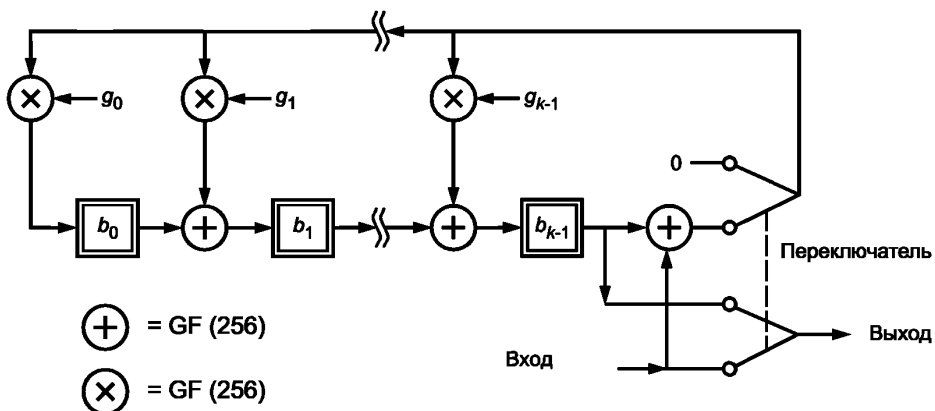 g0 g1 gk-1
0
b0 b1 bk-1
Переключатель
= GF (256)
Вход
Выход
= GF (256)